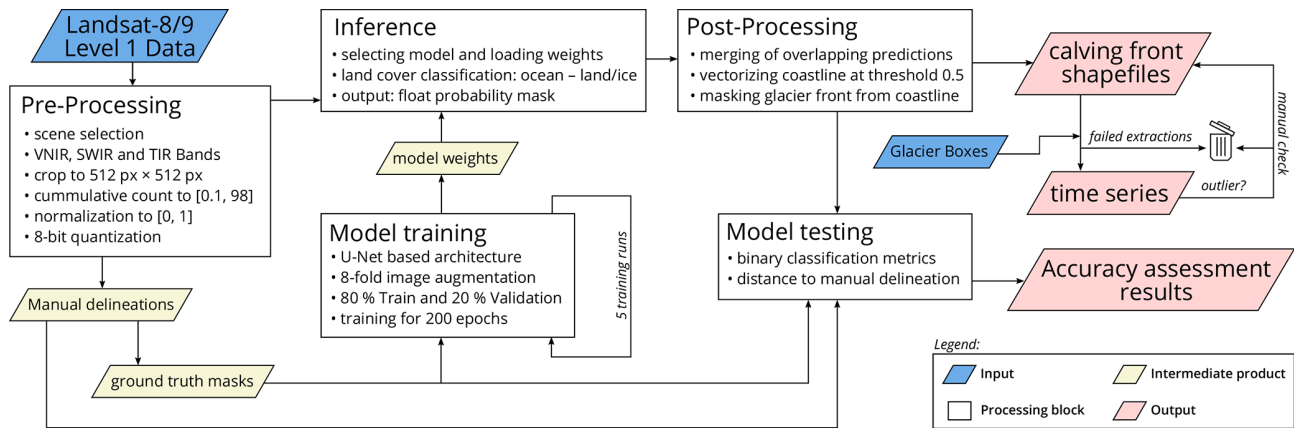 Landsat-8/9
Level 1 Data
Pre-Processing
• scene selection
• VNIR, SWIR and TIR Bands
• crop to 512 px × 512 px
• cummulative count to [0.1, 98]
• normalization to [0, 1]
• 8-bit quantization
Manual delineations
ground truth masks
Inference
• selecting model and loading weights
• land cover classification: ocean – land/ice
• output: float probability mask
model weights
Model training
• U-Net based architecture
• 8-fold image augmentation
• 80 % Train and 20 % Validation
• training for 200 epochs
5 training runs
Post-Processing
• merging of overlapping predictions
• vectorizing coastline at threshold 0.5
• masking glacier front from coastline
Model testing
• binary classification metrics
• distance to manual delineation
calving front
shapefiles
Glacier Boxes
failed extractions
manual check
time series
outlier?
Accuracy assessment
results
Legend:
Input
Intermediate product
Processing block
Output